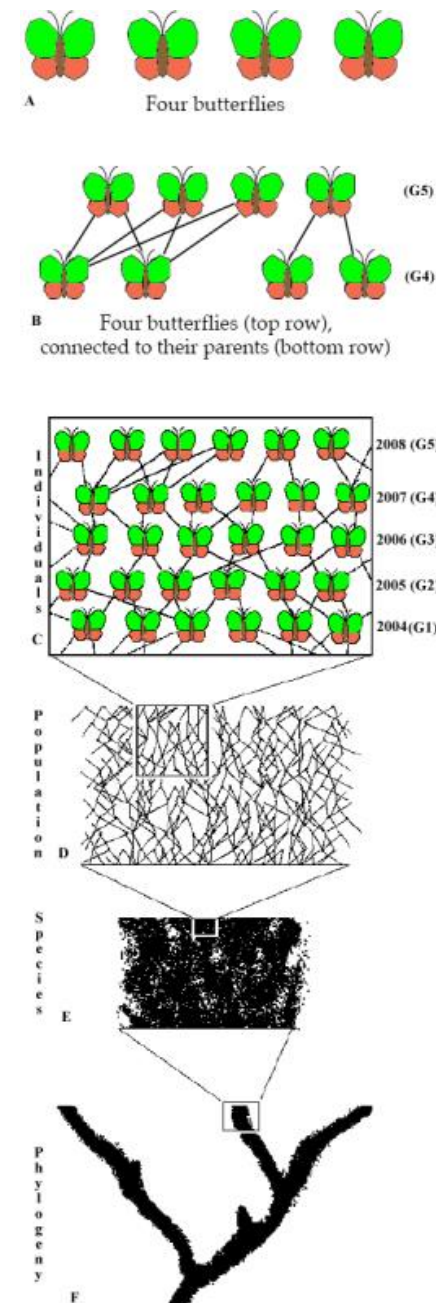 A
Four butterflies
(G5)
(G4)
B
Four butterflies (top row),
connected to their parents (bottom row)
Individuals
2008 (G5)
2007 (G4)
2006 (G3)
2005 (G2)
2004 (G1)
C
Population
D
Species
E
Phylogeny
F